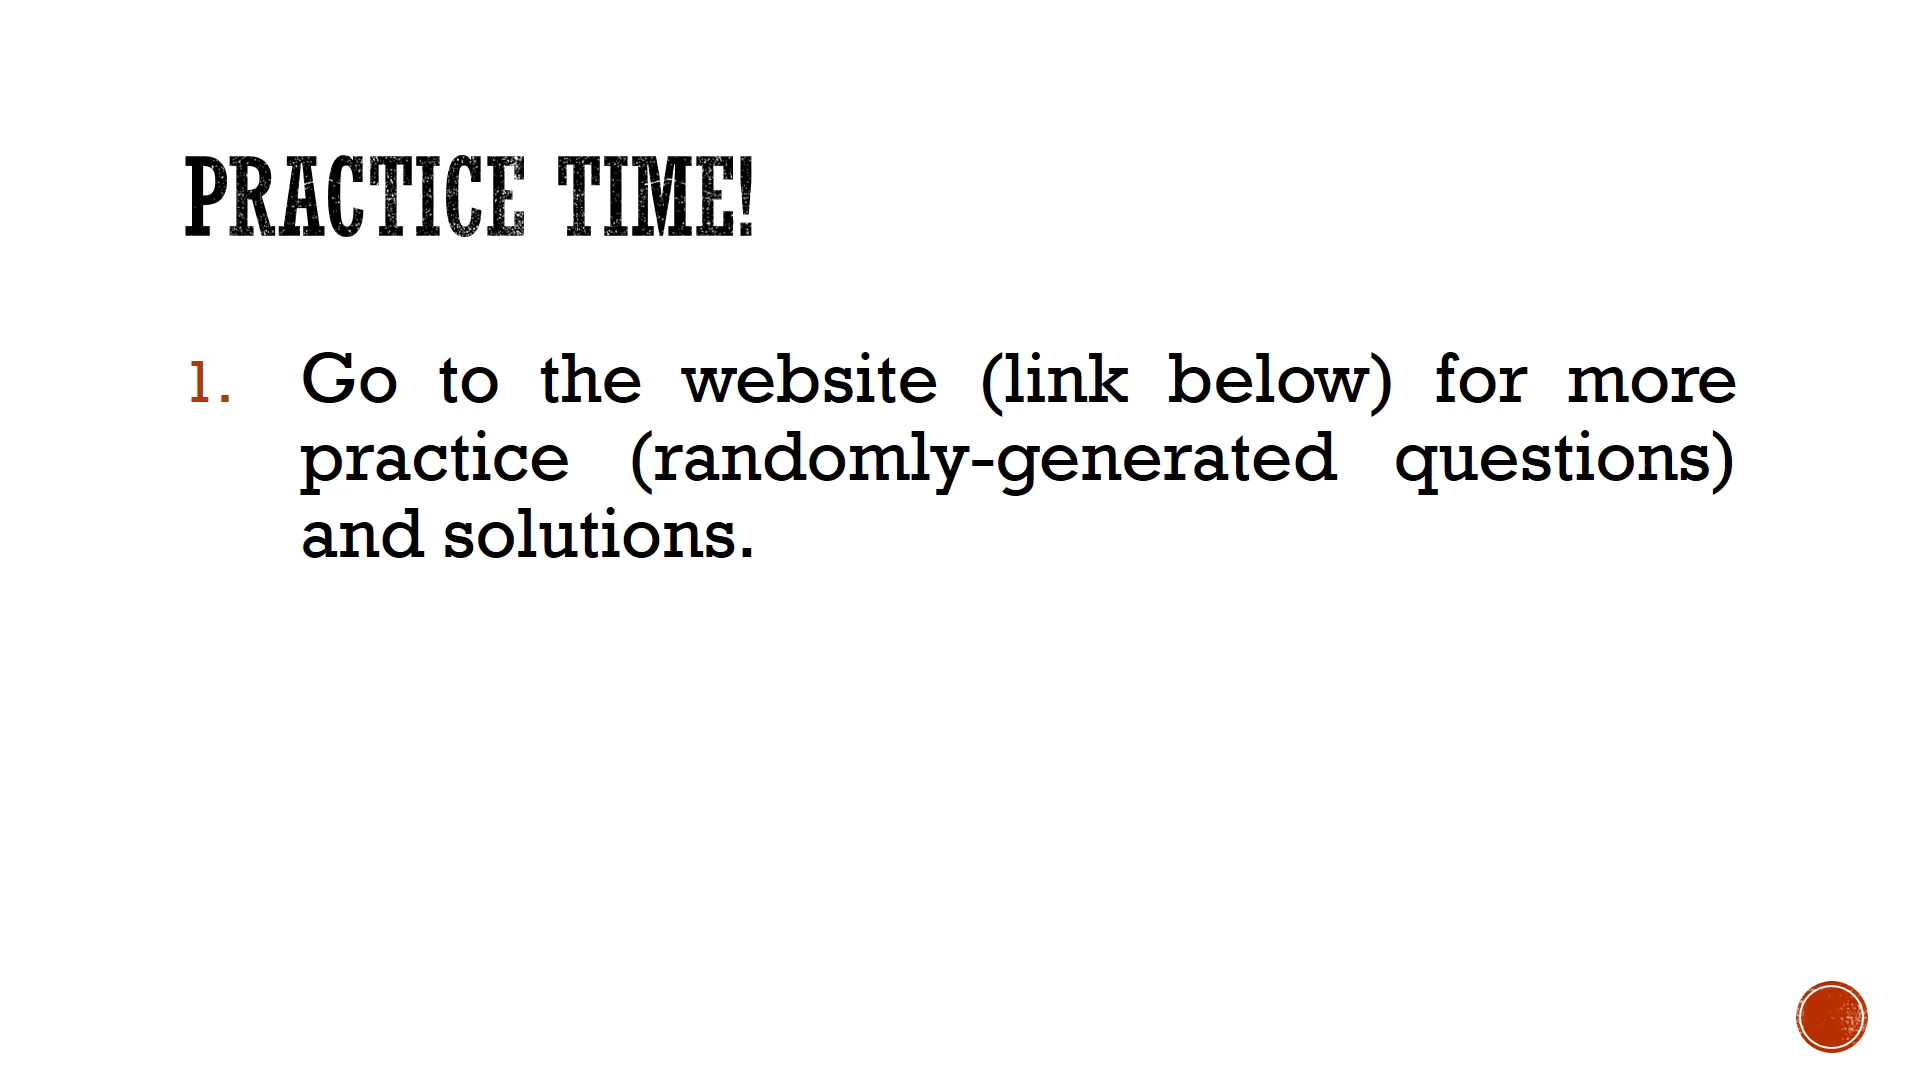 PRACTICE TIME!
1. Go to the website (link below) for more
practice (randomly-generated questions)
and solutions.